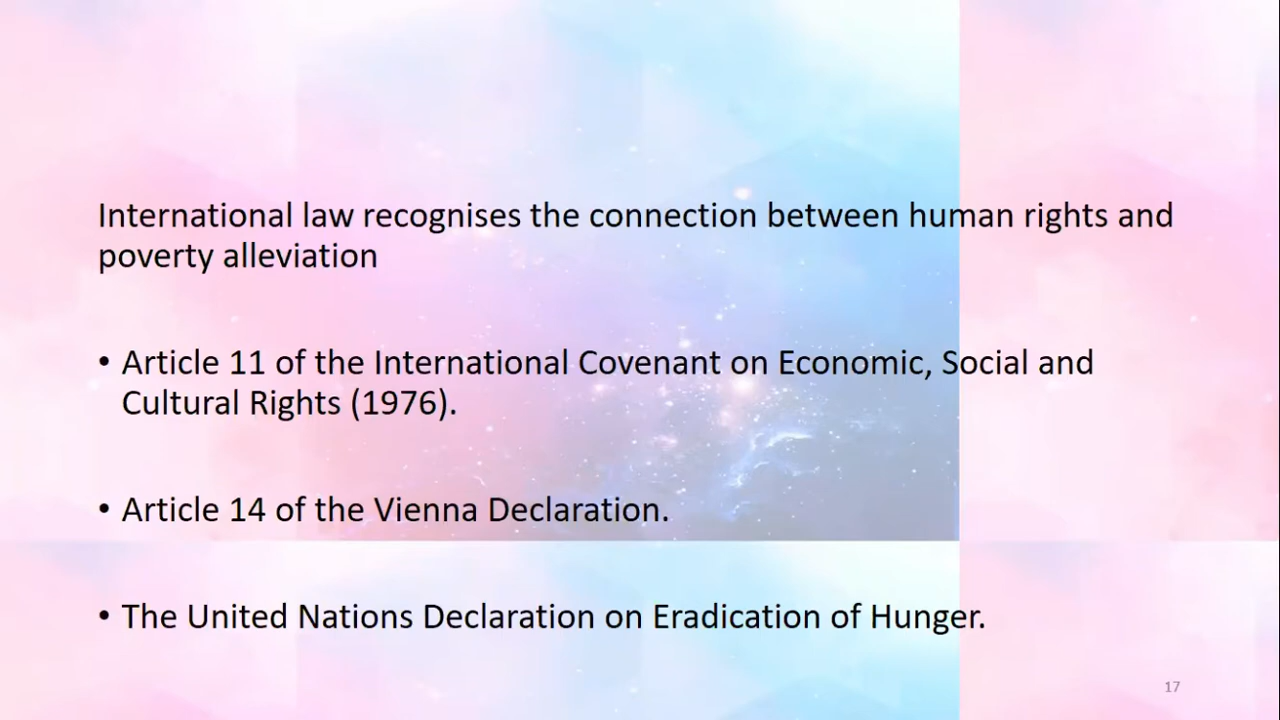 International law recognises the connection between human rights and
poverty alleviation
• Article 11 of the International Covenant on Economic, Social and
Cultural Rights (1976).
• Article 14 of the Vienna Declaration.
• The United Nations Declaration on Eradication of Hunger.
17